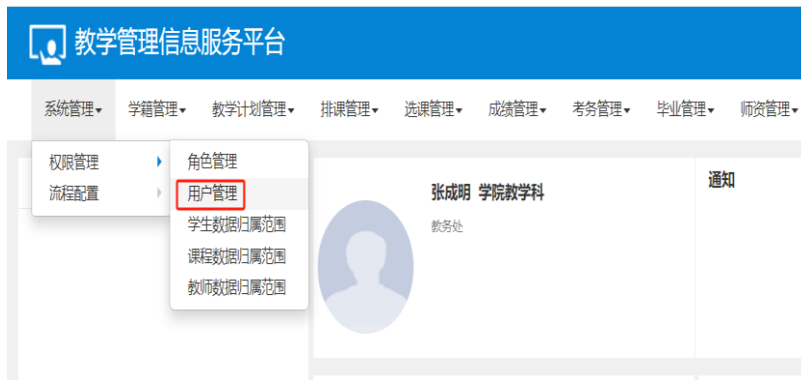 教学管理信息服务平台
系统管理 学籍管理 教学计划管理 排课管理 选课管理 成绩管理 考务管理 毕业管理 师资管理
权限管理
流程配置
角色管理
用户管理
学生数据归属范围
课程数据归属范围
教师数据归属范围
张成明 学院教学科
教务处
通知